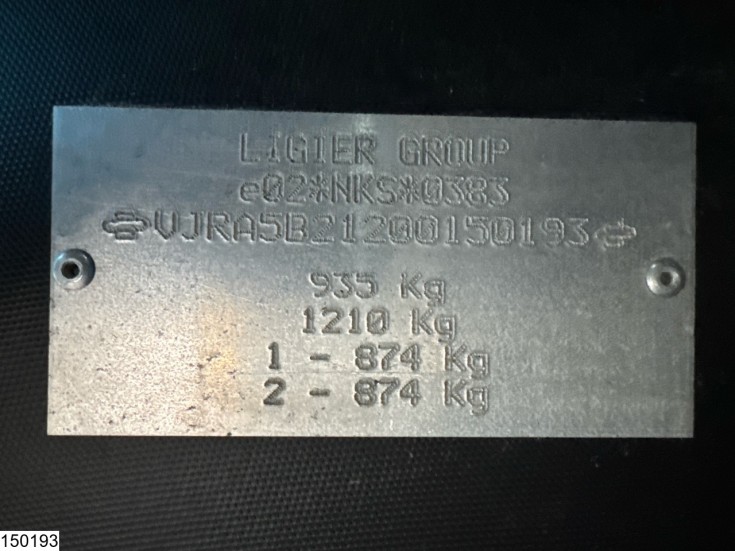 LIGIER GROUP
e02*NKS*0383
VJRA5B21200150193
935 Kg
1210 Kg
1 - 874 Kg
2 - 874 Kg
150193